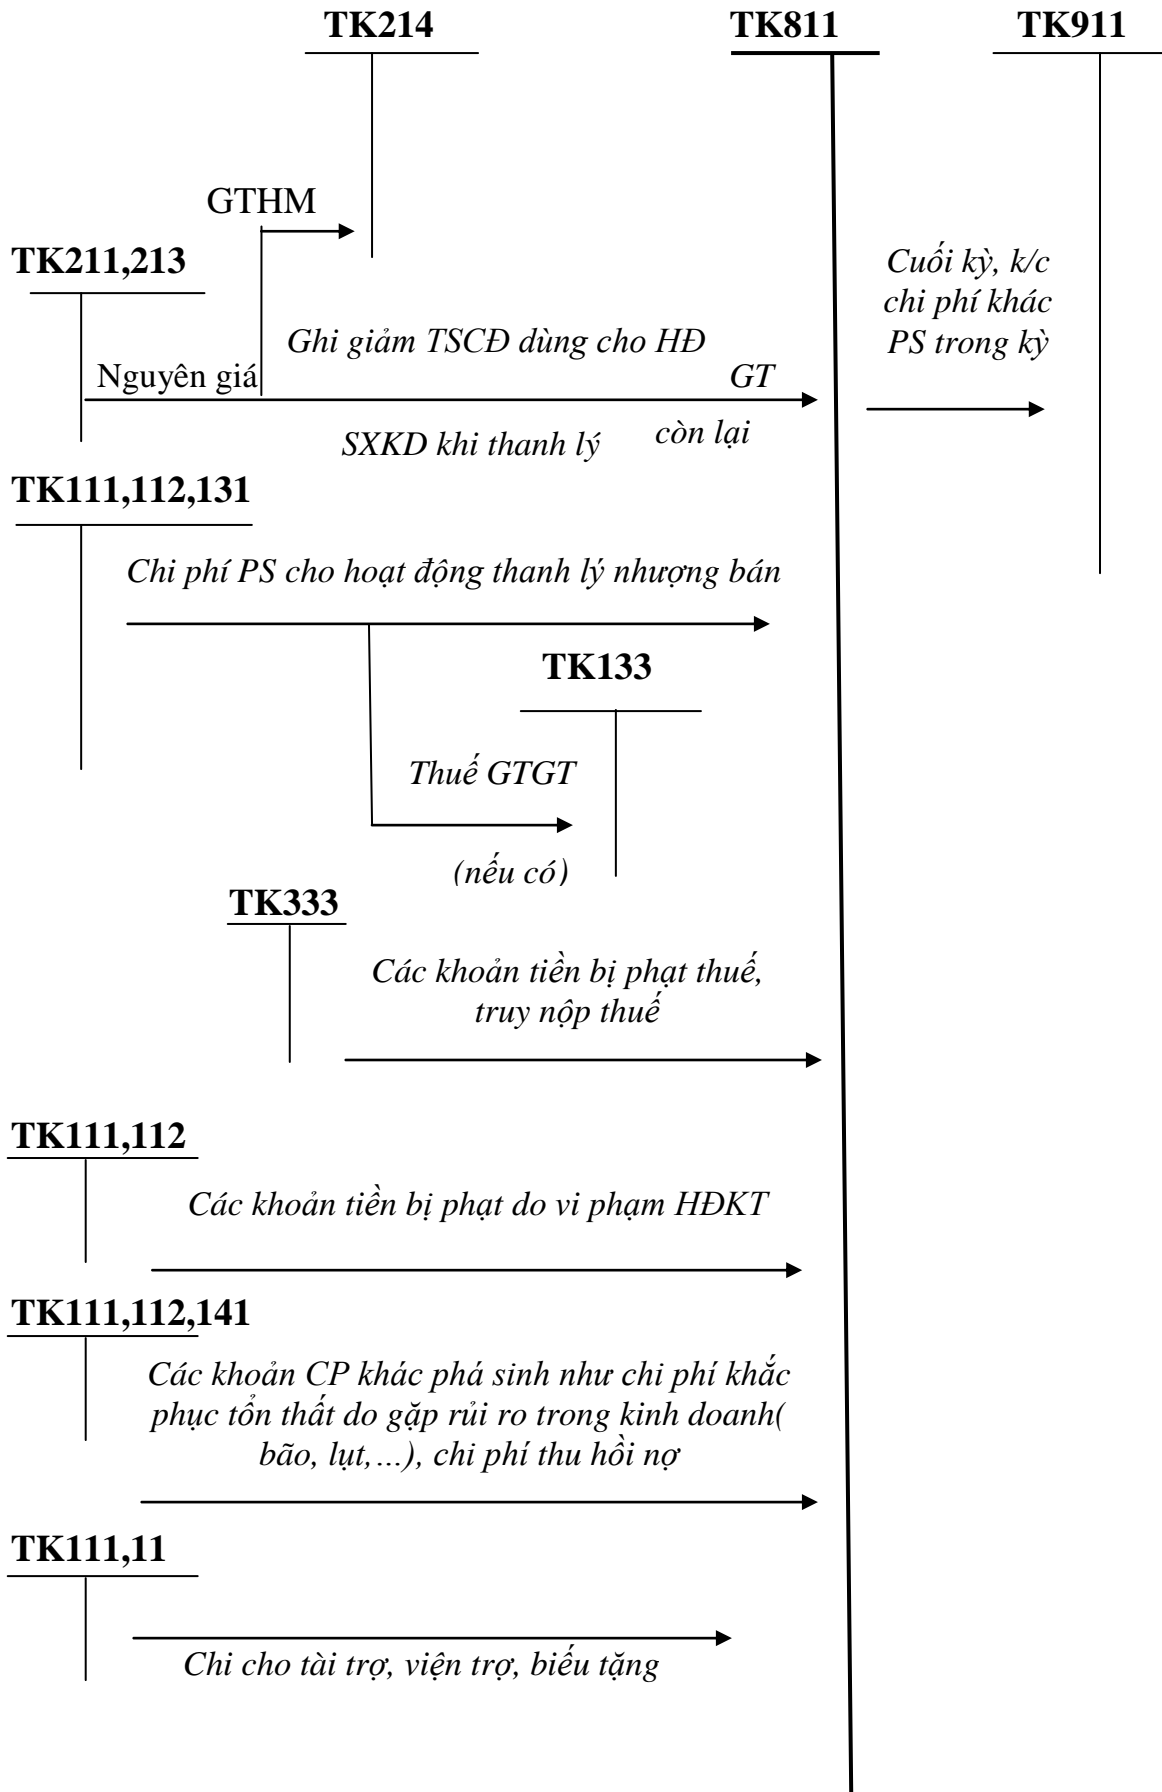 TK214
TK811
TK911
GTHM
TK211,213
Cuối kỳ, k/c
chi phí khác
PS trong kỳ
Ghi giảm TSCĐ dùng cho HĐ
Nguyên giá
GT
SXKD khi thanh lý
còn lại
TK111,112,131
Chi phí PS cho hoạt động thanh lý nhượng bán
TK133
Thuế GTGT
(nếu có)
TK333
Các khoản tiền bị phạt thuế,
truy nộp thuế
TK111,112
Các khoản tiền bị phạt do vi phạm HĐKT
TK111,112,141
Các khoản CP khác phá sinh như chi phí khắc
phục tổn thất do gặp rủi ro trong kinh doanh(
bão, lụt,...), chi phí thu hồi nợ
TK111,11
Chi cho tài trợ, viện trợ, biếu tặng